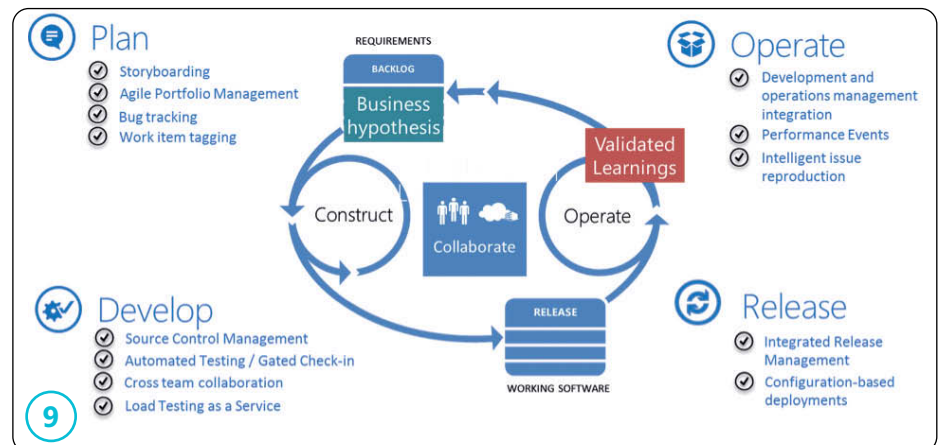 Plan
Storyboarding
Agile Portfolio Management
Bug tracking
Work item tagging
REQUIREMENTS
BACKLOG
Business
hypothesis
Operate
Development and
operations management
integration
Performance Events
Intelligent issue
reproduction
Validated
Learnings
Construct
Collaborate
Operate
Develop
Source Control Management
Automated Testing / Gated Check-in
Cross team collaboration
Load Testing as a Service
RELEASE
WORKING SOFTWARE
Release
Integrated Release
Management
Configuration-based
deployments
9